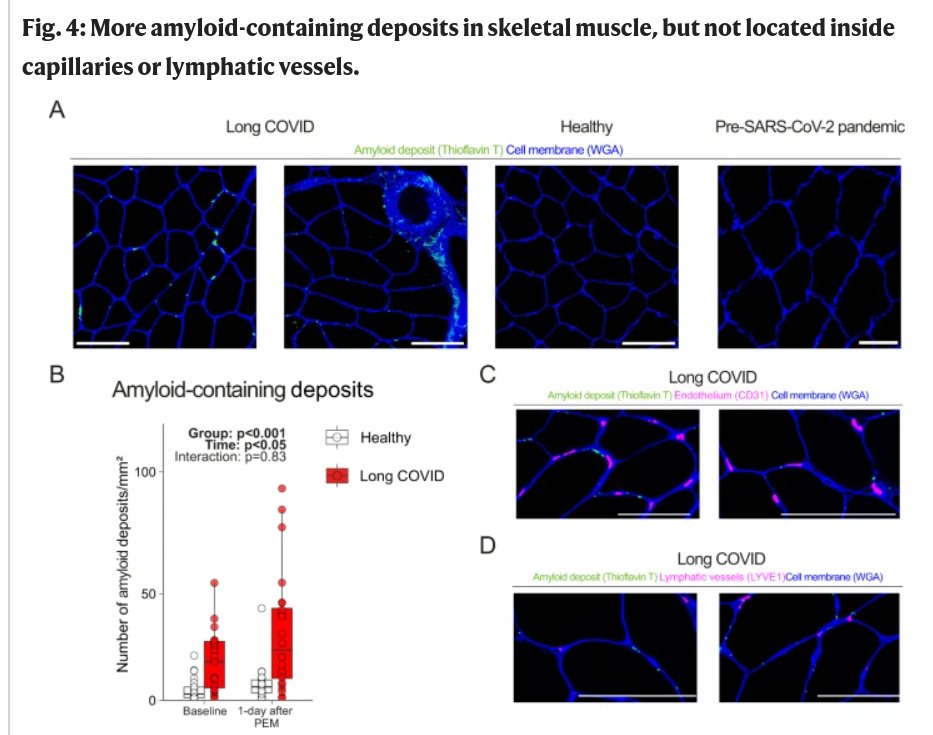 Fig. 4: More amyloid-containing deposits in skeletal muscle, but not located inside
capillaries or lymphatic vessels.
A
Long COVID
Healthy
Pre-SARS-CoV-2 pandemic
Amyloid deposit (Thioflavin T) Cell membrane (WGA)
B
Amyloid-containing deposits
Group: p<0.001
Time: p<0.05
Interaction: p=0.83
Healthy
Long COVID
Number of amyloid deposits/mm²
100
50
0
Baseline
1-day after
PEM
C
Long COVID
Amyloid deposit (Thioflavin T) Endothelium (CD31) Cell membrane (WGA)
D
Long COVID
Amyloid deposit (Thioflavin T) Lymphatic vessels (LYVE1)Cell membrane (WGA)